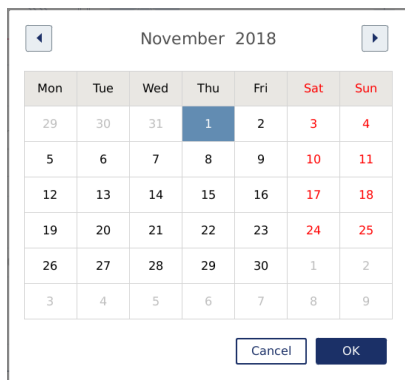 November 2018
Mon Tue Wed Thu Fri Sat Sun
29 30 31 1 2 3 4
5 6 7 8 9 10 11
12 13 14 15 16 17 18
19 20 21 22 23 24 25
26 27 28 29 30 1 2
3 4 5 6 7 8 9
Cancel OK